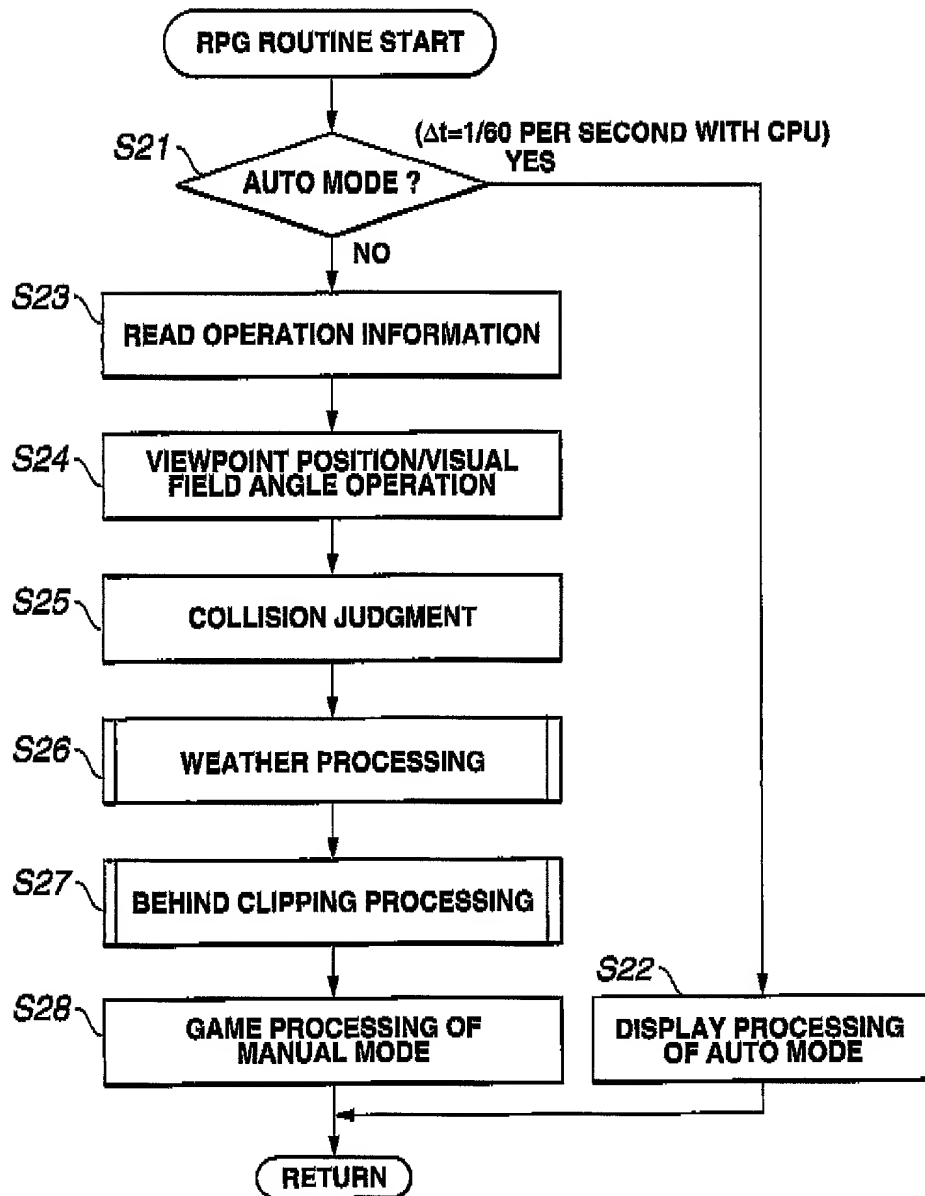 RPG ROUTINE START
(Δt=1/60 PER SECOND WITH CPU)
S21
YES
AUTO MODE ?
NO
S23
READ OPERATION INFORMATION
S24
VIEWPOINT POSITION/VISUAL
FIELD ANGLE OPERATION
S25
COLLISION JUDGMENT
S26
WEATHER PROCESSING
S27
BEHIND CLIPPING PROCESSING
S22
S28
GAME PROCESSING OF
MANUAL MODE
DISPLAY PROCESSING
OF AUTO MODE
RETURN